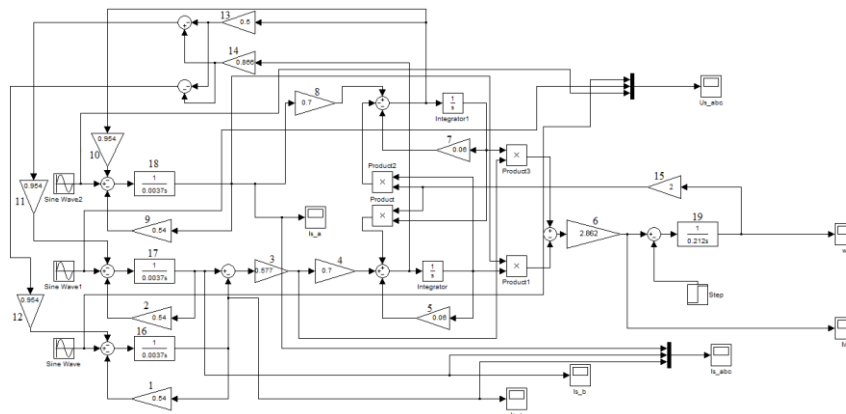 13
0.5
14
0.866
8
0.7
1
s
Integrator1
Us_abc
0.954
10
7
0.06
Product2
×
×
Product3
Product
×
15
2
18
1
0.0037s
Sine Wave2
0.954
11
9
0.54
Is_a
6
2.862
19
1
0.212s
w
17
1
0.0037s
3
0.577
4
0.7
1
s
Integrator
×
Product1
Sine Wave1
Step
2
0.54
5
0.06
0.954
12
16
1
0.0037s
Sine Wave
Is_abc
Is_b
1
0.54